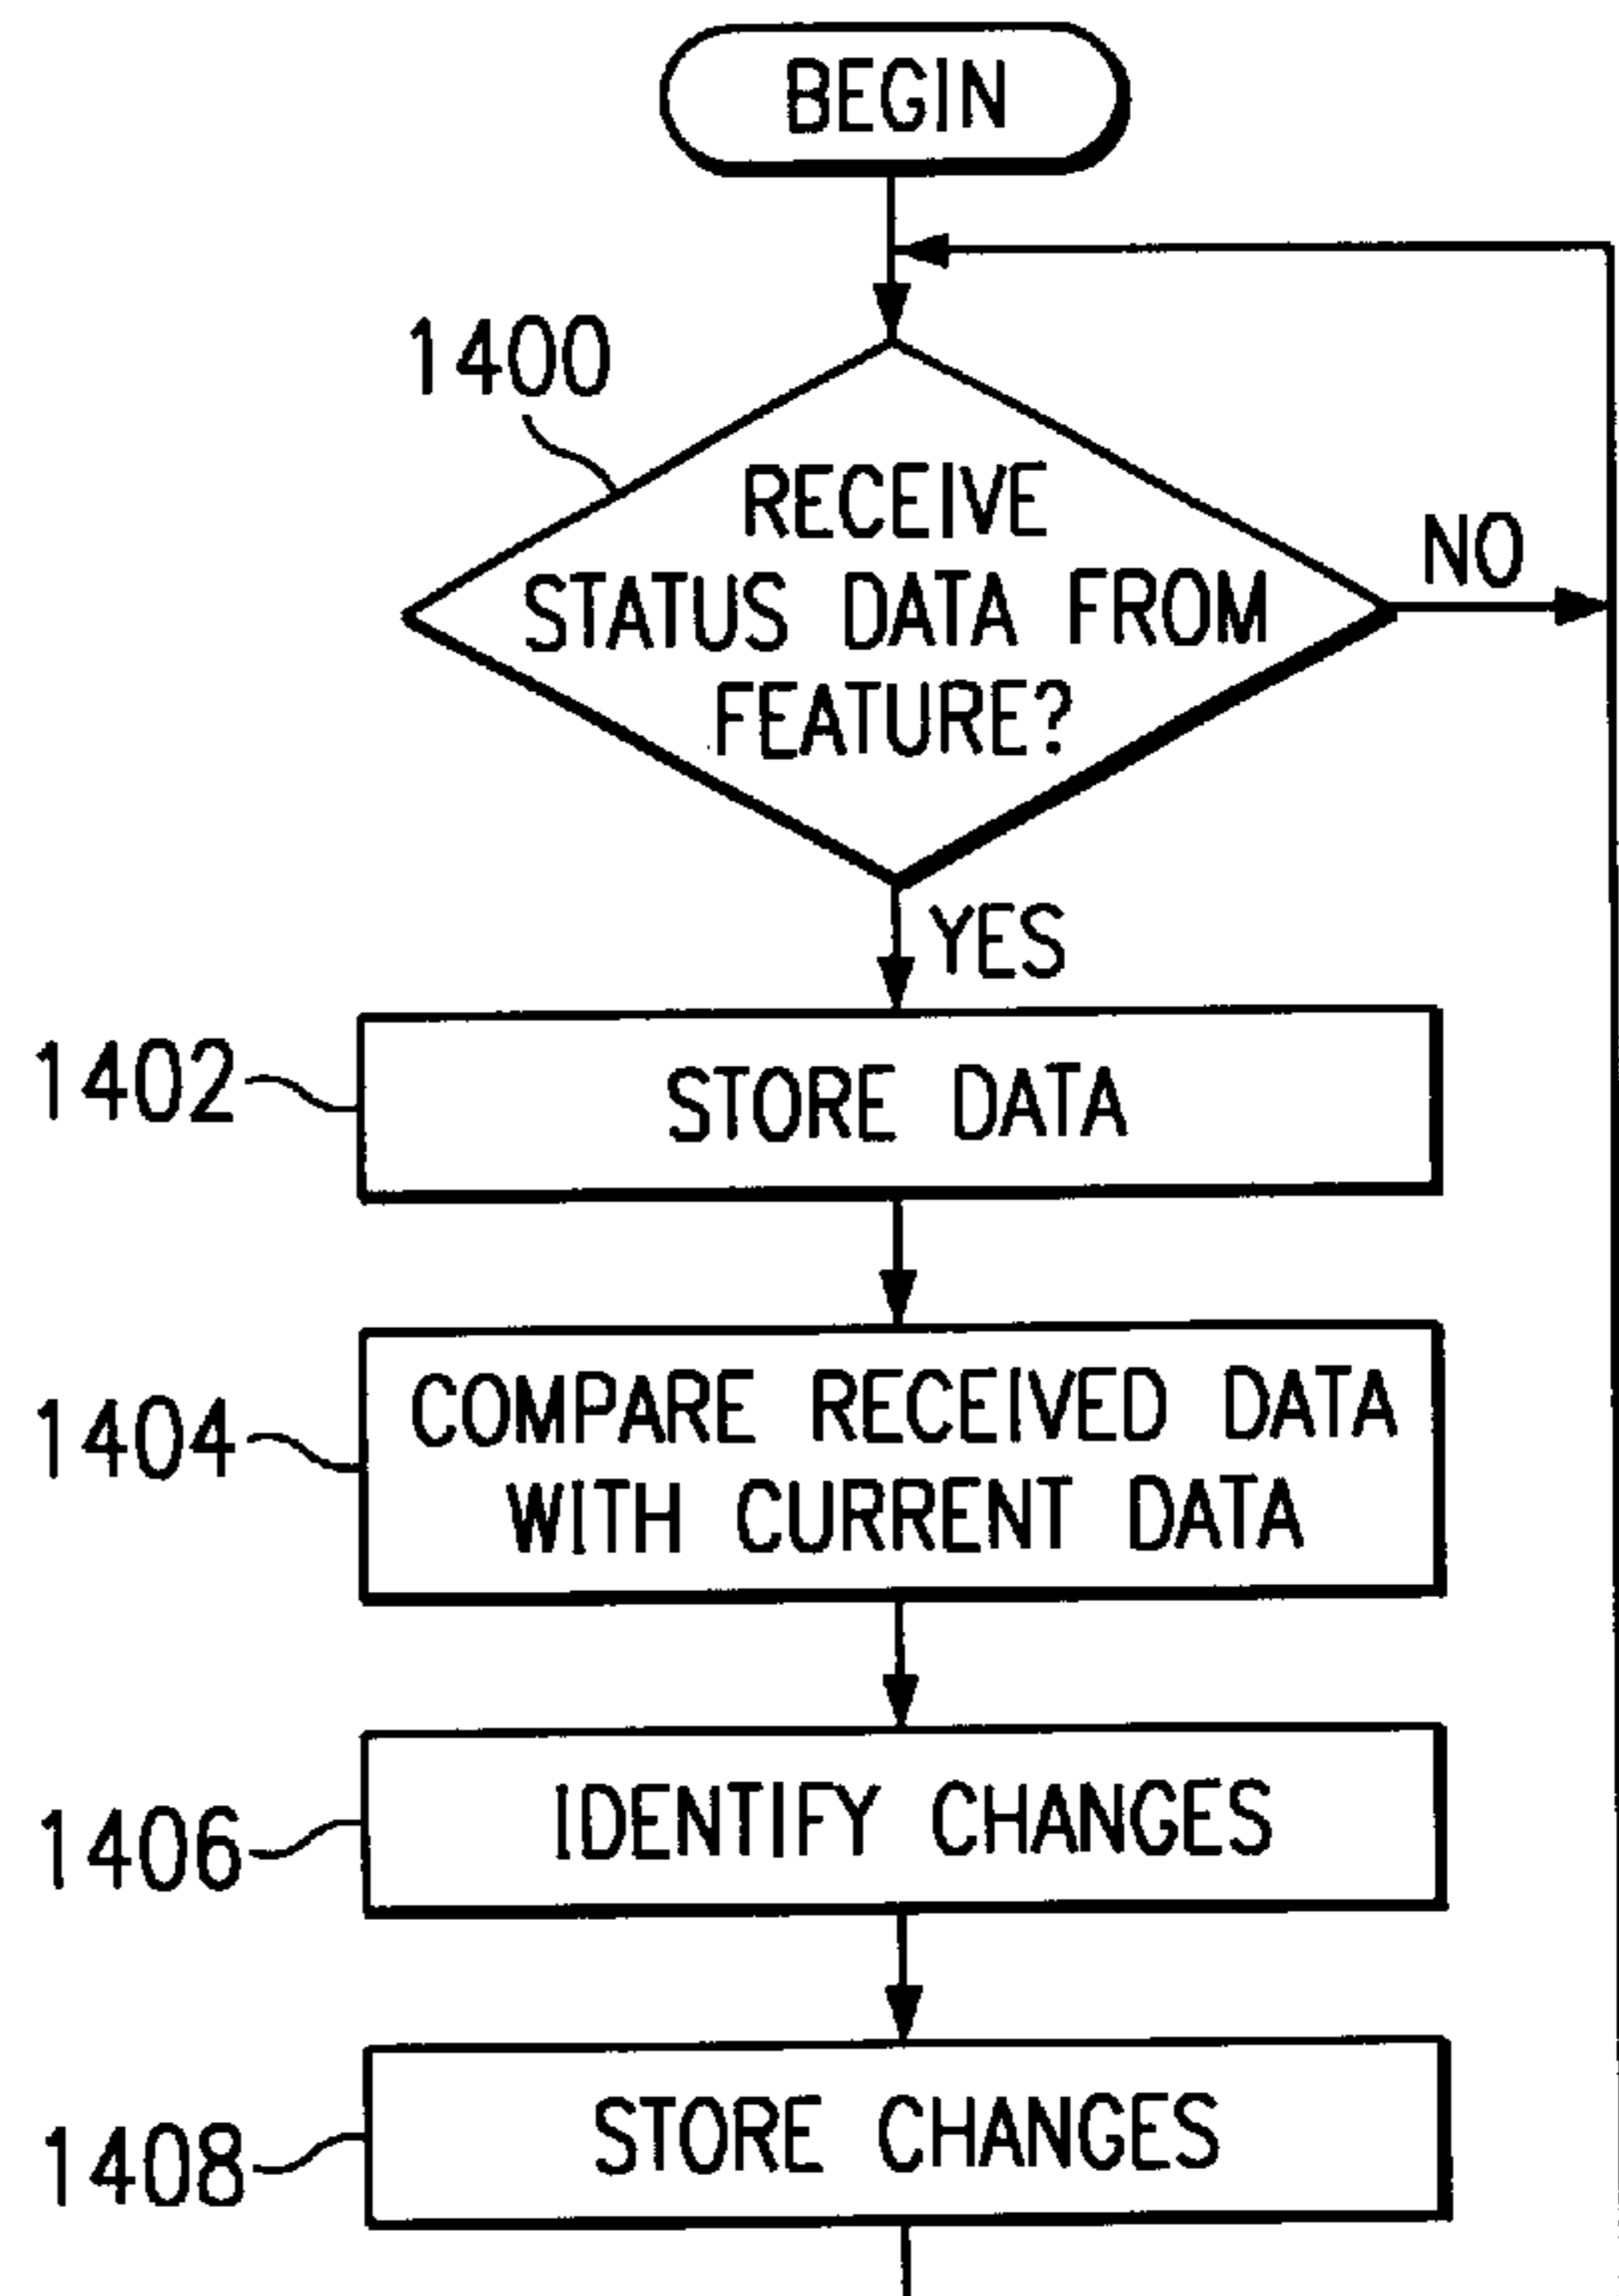 BEGIN
1400
RECEIVE
STATUS DATA FROM
FEATURE?
NO
YES
1402
STORE DATA
1404
COMPARE RECEIVED DATA
WITH CURRENT DATA
1406
IDENTIFY CHANGES
1408
STORE CHANGES